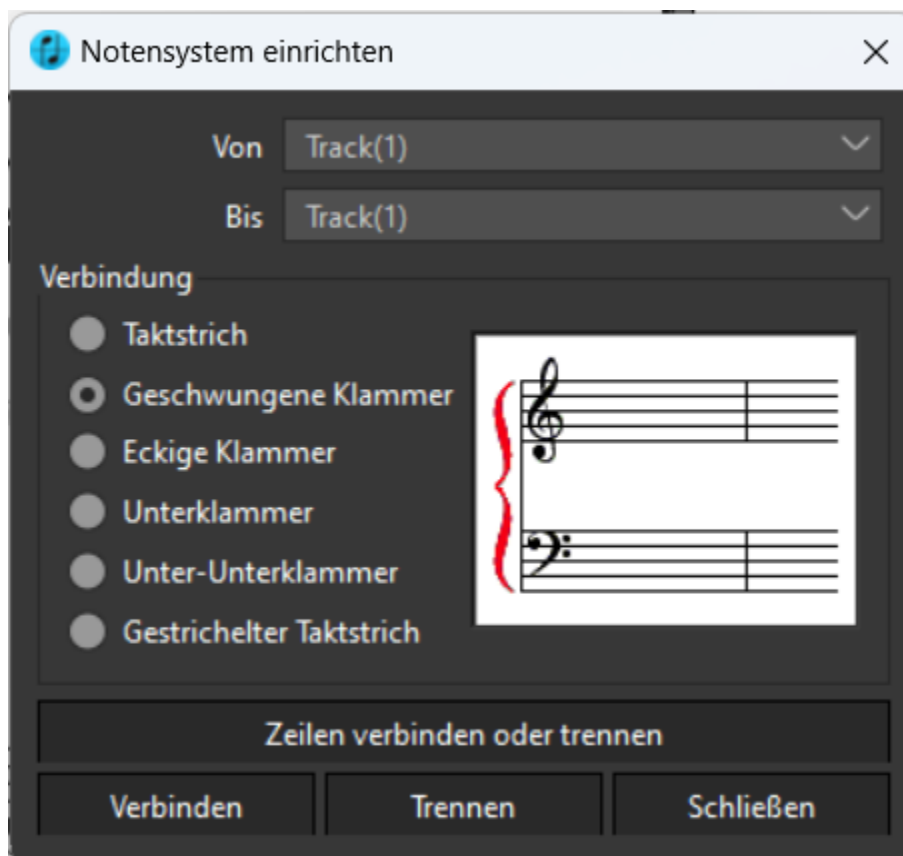 Notensystem einrichten
Von Track(1)
Bis Track(1)
Verbindung
Taktstrich
Geschwungene Klammer
Eckige Klammer
Unterklammer
Unter-Unterklammer
Gestrichelter Taktstrich
Zeilen verbinden oder trennen
Verbinden Trennen Schließen